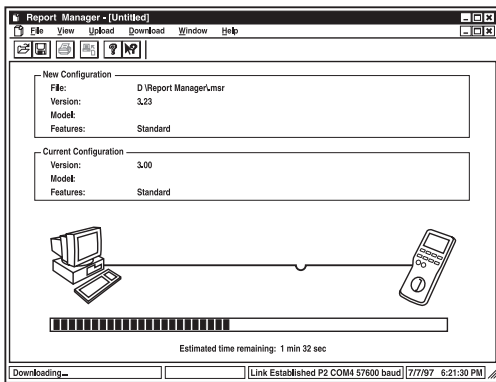 Report Manager - [Untitled]
File View Upload Download Window Help
New Configuration
File: D \Report Manager\.msr
Version: 3.23
Model:
Features: Standard
Current Configuration
Version: 3.00
Model:
Features: Standard
Estimated time remaining: 1 min 32 sec
Downloading... Link Established P2 COM4 57600 baud 7/7/97 6:21:30 PM